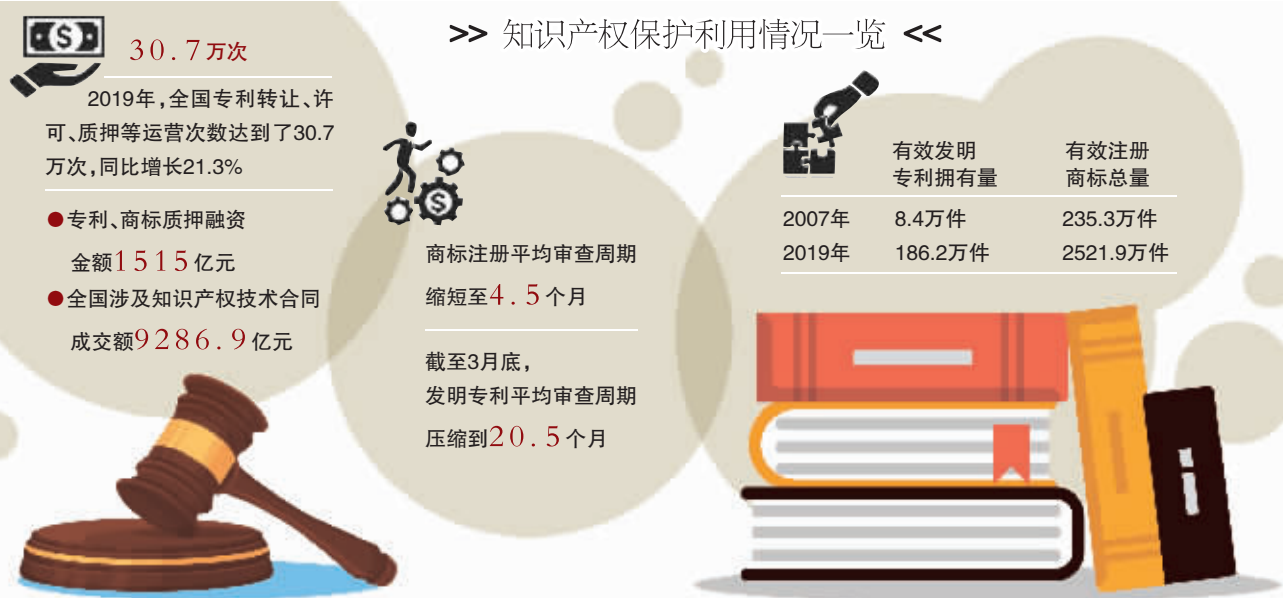 >> 知识产权保护利用情况一览 <<
30.7万次
2019年,全国专利转让、许
可、质押等运营次数达到了30.7
万次,同比增长21.3%
●专利、商标质押融资
金额1515亿元
●全国涉及知识产权技术合同
成交额9286.9亿元
商标注册平均审查周期
缩短至4.5个月
截至3月底,
发明专利平均审查周期
压缩到20.5个月
有效发明 有效注册
专利拥有量 商标总量
2007年 8.4万件 235.3万件
2019年 186.2万件 2521.9万件